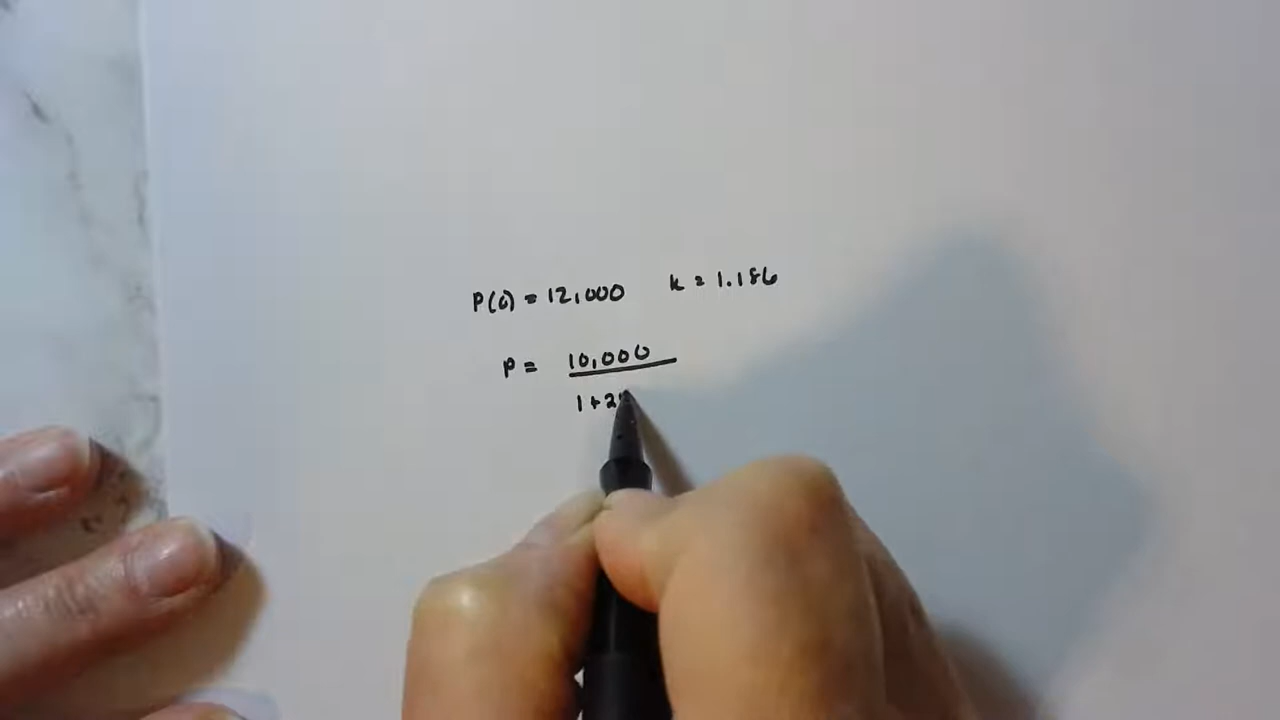 P(0) = 12,000 k = 1.186
P = 10,000
1+2